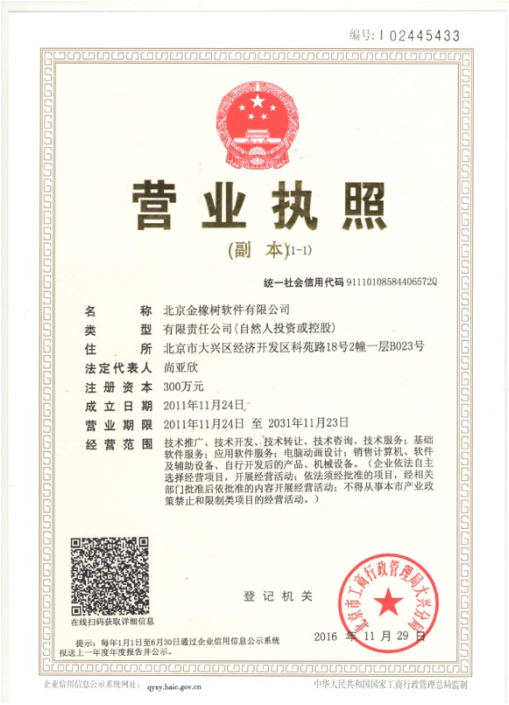 编号:I 02445433
营业执照
(副 本)(1-1)
统一社会信用代码 91110108584406572Q
名 称 北京金橡树软件有限公司
类 型 有限责任公司(自然人投资或控股)
住 所 北京市大兴区经济开发区科苑路18号2幢一层B023号
法定代表人 尚亚欣
注册资本 300万元
成立日期 2011年11月24日
营业期限 2011年11月24日 至 2031年11月23日
经营范围 技术推广、技术开发、技术转让、技术咨询、技术服务；基础
软件服务；应用软件服务；电脑动画设计；销售计算机、软件
及辅助设备、自行开发后的产品、机械设备。（企业依法自主
选择经营项目，开展经营活动；依法须经批准的项目，经相关
部门批准后依批准的内容开展经营活动；不得从事本市产业政
策禁止和限制类项目的经营活动。）
在线扫码获取详细信息
登记机关
北京市工商行政管理局大兴分局
2016 年 11 月 29 日
提示：每年1月1日至6月30日通过企业信用信息公示系统
报送上一年度年度报告并公示。
企业信用信息公示系统网址： qyxy.baic.gov.cn
中华人民共和国国家工商行政管理总局监制